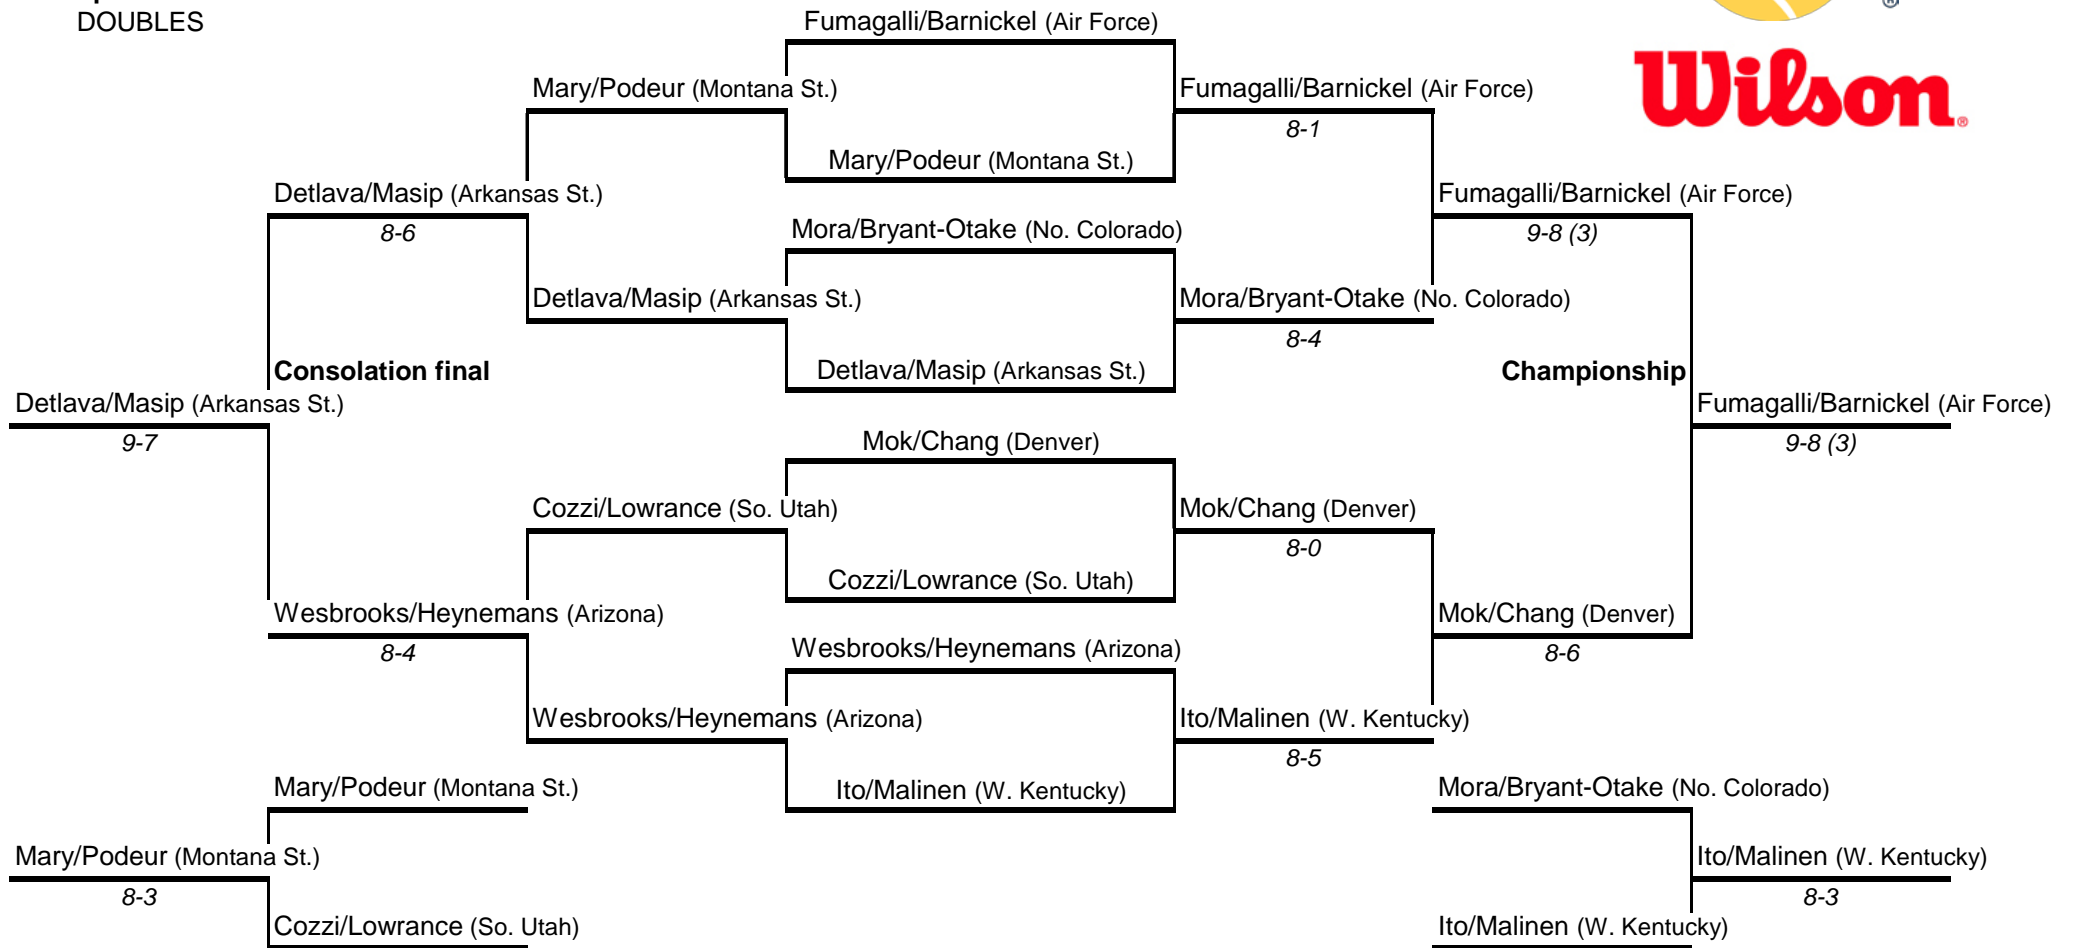 DOUBLES
Fumagalli/Barnickel (Air Force)
®
Wilson®
Mary/Podeur (Montana St.)
Fumagalli/Barnickel (Air Force)
8-1
Mary/Podeur (Montana St.)
Detlava/Masip (Arkansas St.)
Fumagalli/Barnickel (Air Force)
8-6
Mora/Bryant-Otake (No. Colorado)
9-8 (3)
Detlava/Masip (Arkansas St.)
Mora/Bryant-Otake (No. Colorado)
8-4
Consolation final
Detlava/Masip (Arkansas St.)
Championship
Detlava/Masip (Arkansas St.)
Fumagalli/Barnickel (Air Force)
9-7
Mok/Chang (Denver)
9-8 (3)
Cozzi/Lowrance (So. Utah)
Mok/Chang (Denver)
8-0
Cozzi/Lowrance (So. Utah)
Wesbrooks/Heynemans (Arizona)
Mok/Chang (Denver)
8-4
Wesbrooks/Heynemans (Arizona)
8-6
Wesbrooks/Heynemans (Arizona)
Ito/Malinen (W. Kentucky)
8-5
Mary/Podeur (Montana St.)
Ito/Malinen (W. Kentucky)
Mora/Bryant-Otake (No. Colorado)
Mary/Podeur (Montana St.)
Ito/Malinen (W. Kentucky)
8-3
8-3
Cozzi/Lowrance (So. Utah)
Ito/Malinen (W. Kentucky)